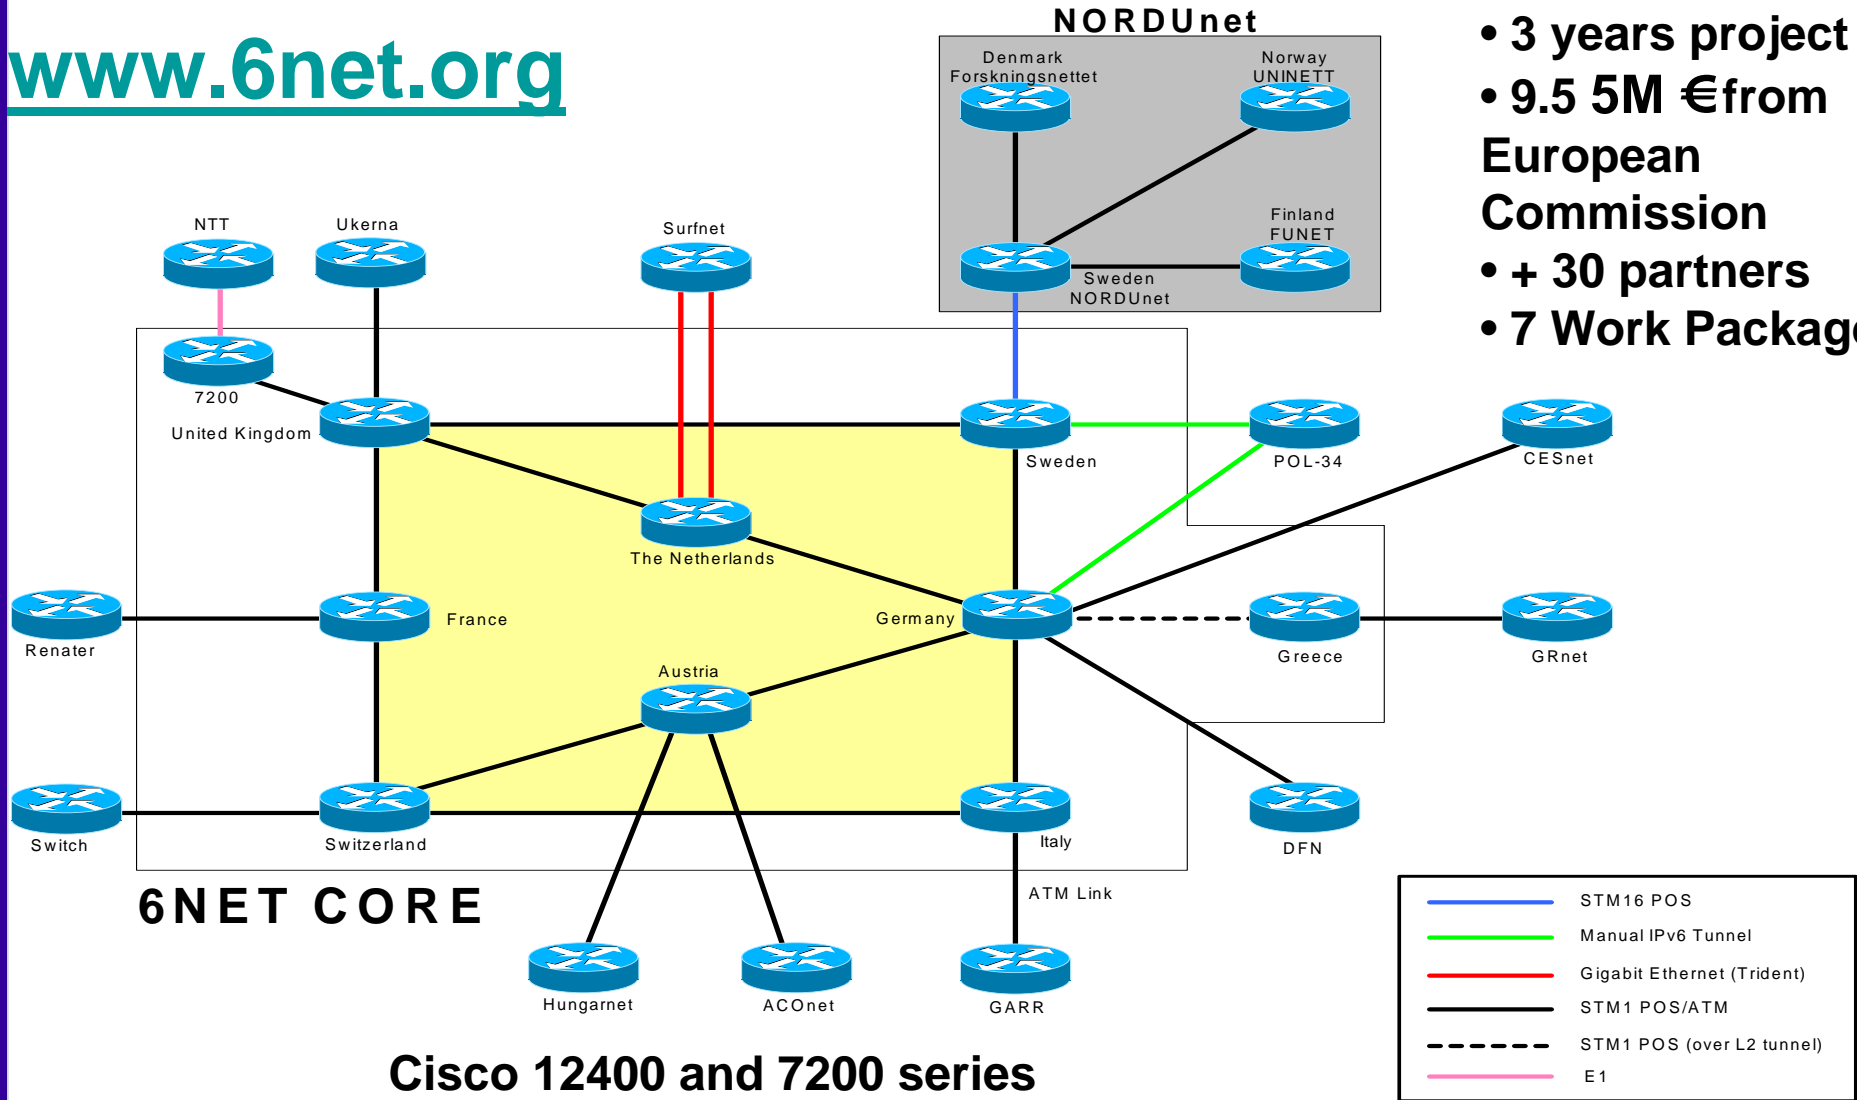 www.6net.org
NORDUnet
Denmark
Forskningsnettet
Norway
UNINETT
Finland
FUNET
Sweden
NORDUnet
• 3 years project
• 9.5 5M € from
European
Commission
• + 30 partners
• 7 Work Package
NTT
Ukerna
Surfnet
7200
United Kingdom
Sweden
POL-34
CESnet
The Netherlands
Renater
France
Germany
Greece
GRnet
Austria
Switch
Switzerland
Italy
DFN
6NET CORE
ATM Link
Hungarnet
ACOnet
GARR
STM16 POS
Manual IPv6 Tunnel
Gigabit Ethernet (Trident)
STM1 POS/ATM
STM1 POS (over L2 tunnel)
E1
Cisco 12400 and 7200 series